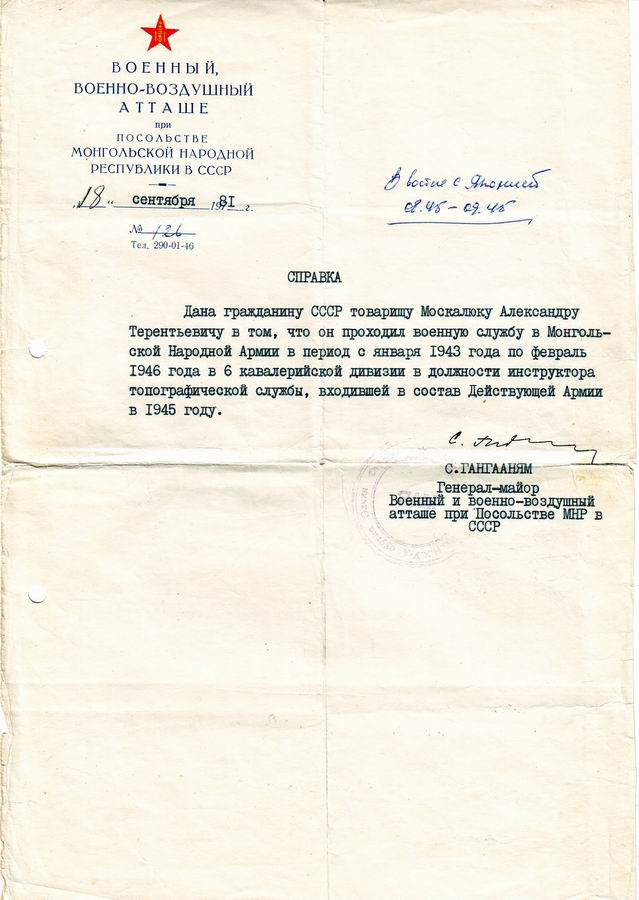 ВОЕННЫЙ,
ВОЕННО-ВОЗДУШНЫЙ
АТТАШЕ
при
ПОСОЛЬСТВЕ
МОНГОЛЬСКОЙ НАРОДНОЙ
РЕСПУБЛИКИ В СССР
„18" сентября 1981 г.
№ 126
Тел. 290-01-46
В войне с Японией
08.45 – 09.45
СПРАВКА
Дана гражданину СССР товарищу Москалюку Александру
Терентьевичу в том, что он проходил военную службу в Монголь-
ской Народной Армии в период с января 1943 года по февраль
1946 года в 6 кавалерийской дивизии в должности инструктора
топографической службы, входившей в состав Действующей Армии
в 1945 году.
С.ГАНГААНЯМ
Генерал-майор
Военный и военно-воздушный
атташе при Посольстве МНР в
СССР